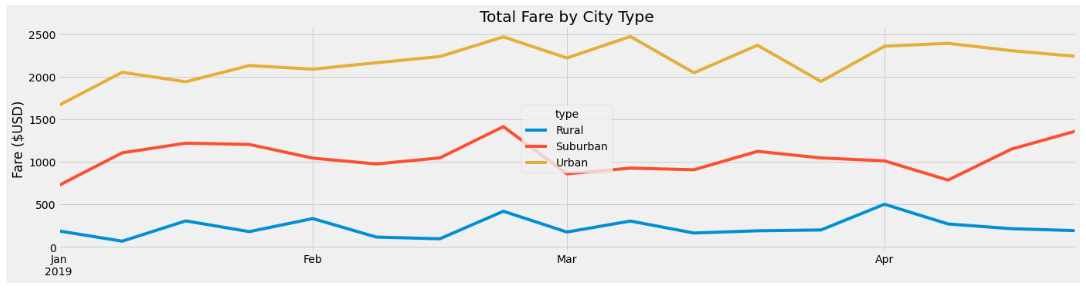 Total Fare by City Type
Fare ($USD)
2500
2000
1500
1000
500
0
type
Rural
Suburban
Urban
Jan Feb Mar Apr
2019